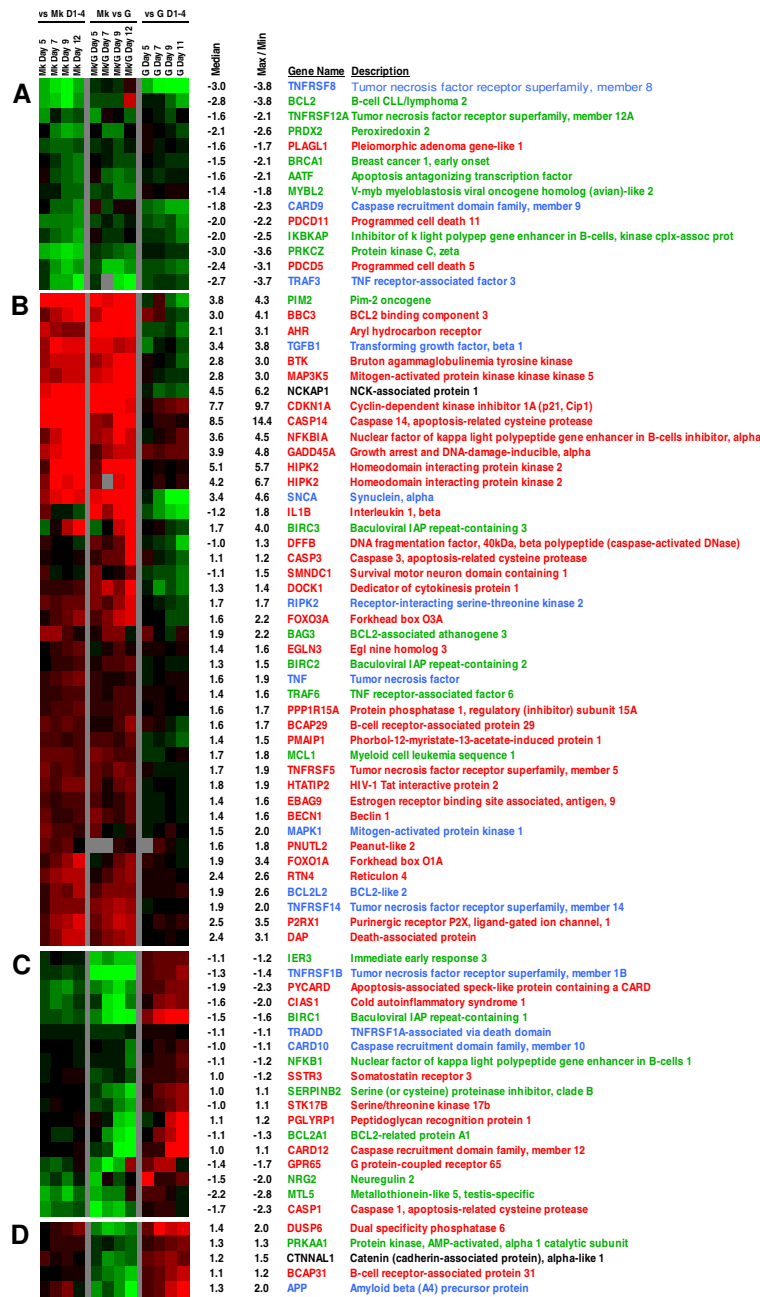 vs Mk D1-4 Mk vs G vs G D1-4
Mk Day 5
Mk Day 7
Mk Day 9
Mk Day 12
Mk/G Day 5
Mk/G Day 7
Mk/G Day 9
Mk/G Day 12
G Day 5
G Day 7
G Day 9
G Day 11
Median
Max / Min
Gene Name Description
A
-3.0 -3.8 TNFRSF8 Tumor necrosis factor receptor superfamily, member 8
-2.8 -3.8 BCL2 B-cell CLL/lymphoma 2
-1.6 -2.1 TNFRSF12A Tumor necrosis factor receptor superfamily, member 12A
-2.1 -2.6 PRDX2 Peroxiredoxin 2
-1.6 -1.7 PLAGL1 Pleiomorphic adenoma gene-like 1
-1.5 -2.1 BRCA1 Breast cancer 1, early onset
-1.6 -2.1 AATF Apoptosis antagonizing transcription factor
-1.4 -1.8 MYBL2 V-myb myeloblastosis viral oncogene homolog (avian)-like 2
-1.8 -2.3 CARD9 Caspase recruitment domain family, member 9
-2.0 -2.2 PDCD11 Programmed cell death 11
-2.0 -2.5 IKBKAP Inhibitor of k light polypep gene enhancer in B-cells, kinase cplx-assoc prot
-3.0 -3.6 PRKCZ Protein kinase C, zeta
-2.4 -3.1 PDCD5 Programmed cell death 5
-2.7 -3.7 TRAF3 TNF receptor-associated factor 3
B
3.8 4.3 PIM2 Pim-2 oncogene
3.0 4.1 BBC3 BCL2 binding component 3
2.1 3.1 AHR Aryl hydrocarbon receptor
3.4 3.8 TGFB1 Transforming growth factor, beta 1
2.8 3.0 BTK Bruton agammaglobulinemia tyrosine kinase
2.8 3.0 MAP3K5 Mitogen-activated protein kinase kinase kinase 5
4.5 6.2 NCKAP1 NCK-associated protein 1
7.7 9.7 CDKN1A Cyclin-dependent kinase inhibitor 1A (p21, Cip1)
8.5 14.4 CASP14 Caspase 14, apoptosis-related cysteine protease
3.6 4.5 NFKBIA Nuclear factor of kappa light polypeptide gene enhancer in B-cells inhibitor, alpha
3.9 4.8 GADD45A Growth arrest and DNA-damage-inducible, alpha
5.1 5.7 HIPK2 Homeodomain interacting protein kinase 2
4.2 6.7 HIPK2 Homeodomain interacting protein kinase 2
3.4 4.6 SNCA Synuclein, alpha
-1.2 1.8 IL1B Interleukin 1, beta
1.7 4.0 BIRC3 Baculoviral IAP repeat-containing 3
-1.0 1.3 DFFB DNA fragmentation factor, 40kDa, beta polypeptide (caspase-activated DNase)
1.1 1.2 CASP3 Caspase 3, apoptosis-related cysteine protease
-1.1 1.5 SMNDC1 Survival motor neuron domain containing 1
1.3 1.4 DOCK1 Dedicator of cytokinesis protein 1
1.7 1.7 RIPK2 Receptor-interacting serine-threonine kinase 2
1.6 2.2 FOXO3A Forkhead box O3A
1.9 2.2 BAG3 BCL2-associated athanogene 3
1.4 1.6 EGLN3 Egl nine homolog 3
1.3 1.5 BIRC2 Baculoviral IAP repeat-containing 2
1.6 1.9 TNF Tumor necrosis factor
1.4 1.6 TRAF6 TNF receptor-associated factor 6
1.6 1.7 PPP1R15A Protein phosphatase 1, regulatory (inhibitor) subunit 15A
1.6 1.7 BCAP29 B-cell receptor-associated protein 29
1.4 1.5 PMAIP1 Phorbol-12-myristate-13-acetate-induced protein 1
1.7 1.8 MCL1 Myeloid cell leukemia sequence 1
1.7 1.9 TNFRSF5 Tumor necrosis factor receptor superfamily, member 5
1.8 1.9 HTATIP2 HIV-1 Tat interactive protein 2
1.4 1.6 EBAG9 Estrogen receptor binding site associated, antigen, 9
1.4 1.6 BECN1 Beclin 1
1.5 2.0 MAPK1 Mitogen-activated protein kinase 1
1.6 1.8 PNUTL2 Peanut-like 2
1.9 3.4 FOXO1A Forkhead box O1A
2.4 2.6 RTN4 Reticulon 4
1.9 2.6 BCL2L2 BCL2-like 2
1.9 2.0 TNFRSF14 Tumor necrosis factor receptor superfamily, member 14
2.5 3.5 P2RX1 Purinergic receptor P2X, ligand-gated ion channel, 1
2.4 3.1 DAP Death-associated protein
C
-1.1 -1.2 IER3 Immediate early response 3
-1.3 -1.4 TNFRSF1B Tumor necrosis factor receptor superfamily, member 1B
-1.9 -2.3 PYCARD Apoptosis-associated speck-like protein containing a CARD
-1.6 -2.0 CIAS1 Cold autoinflammatory syndrome 1
-1.5 -1.6 BIRC1 Baculoviral IAP repeat-containing 1
-1.1 -1.1 TRADD TNFRSF1A-associated via death domain
-1.0 -1.1 CARD10 Caspase recruitment domain family, member 10
-1.1 -1.2 NFKB1 Nuclear factor of kappa light polypeptide gene enhancer in B-cells 1
1.0 -1.2 SSTR3 Somatostatin receptor 3
1.0 1.1 SERPINB2 Serine (or cysteine) proteinase inhibitor, clade B
-1.0 1.1 STK17B Serine/threonine kinase 17b
1.1 1.2 PGLYRP1 Peptidoglycan recognition protein 1
-1.1 -1.3 BCL2A1 BCL2-related protein A1
1.0 1.1 CARD12 Caspase recruitment domain family, member 12
-1.4 -1.7 GPR65 G protein-coupled receptor 65
-1.5 -2.0 NRG2 Neuregulin 2
-2.2 -2.8 MTL5 Metallothionein-like 5, testis-specific
-1.7 -2.3 CASP1 Caspase 1, apoptosis-related cysteine protease
D
1.4 2.0 DUSP6 Dual specificity phosphatase 6
1.3 1.3 PRKAA1 Protein kinase, AMP-activated, alpha 1 catalytic subunit
1.2 1.5 CTNNAL1 Catenin (cadherin-associated protein), alpha-like 1
1.1 1.2 BCAP31 B-cell receptor-associated protein 31
1.3 2.0 APP Amyloid beta (A4) precursor protein